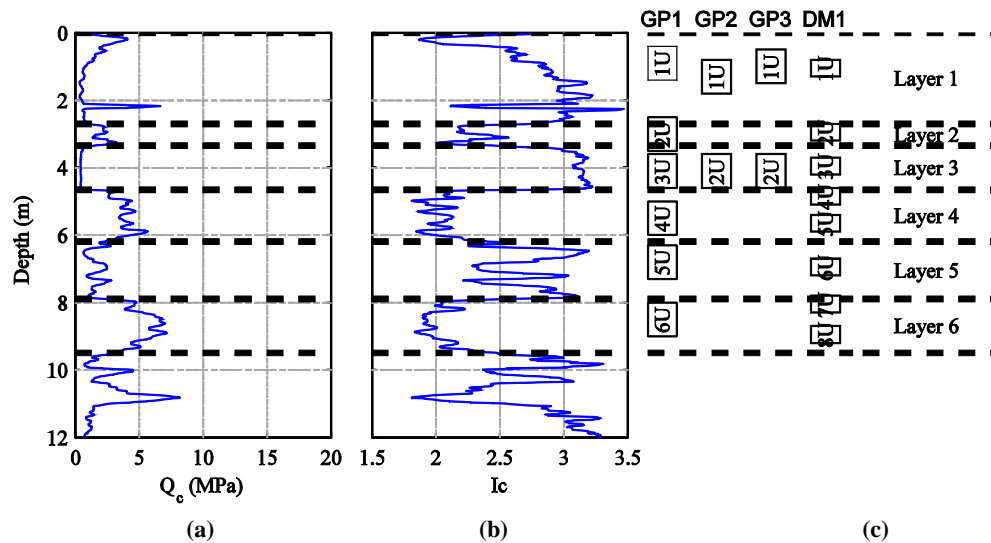 GP1 GP2 GP3 DM1
0
2
4
6
8
10
12
Depth (m)
0 5 10 15 20
Q_c (MPa)
(a)
1.5 2 2.5 3 3.5
Ic
(b)
1U 1U 1U 1U Layer 1
2U 2U Layer 2
3U 2U 2U 3U Layer 3
4U 4U 5U Layer 4
5U 6U Layer 5
6U 7U 8U Layer 6
(c)